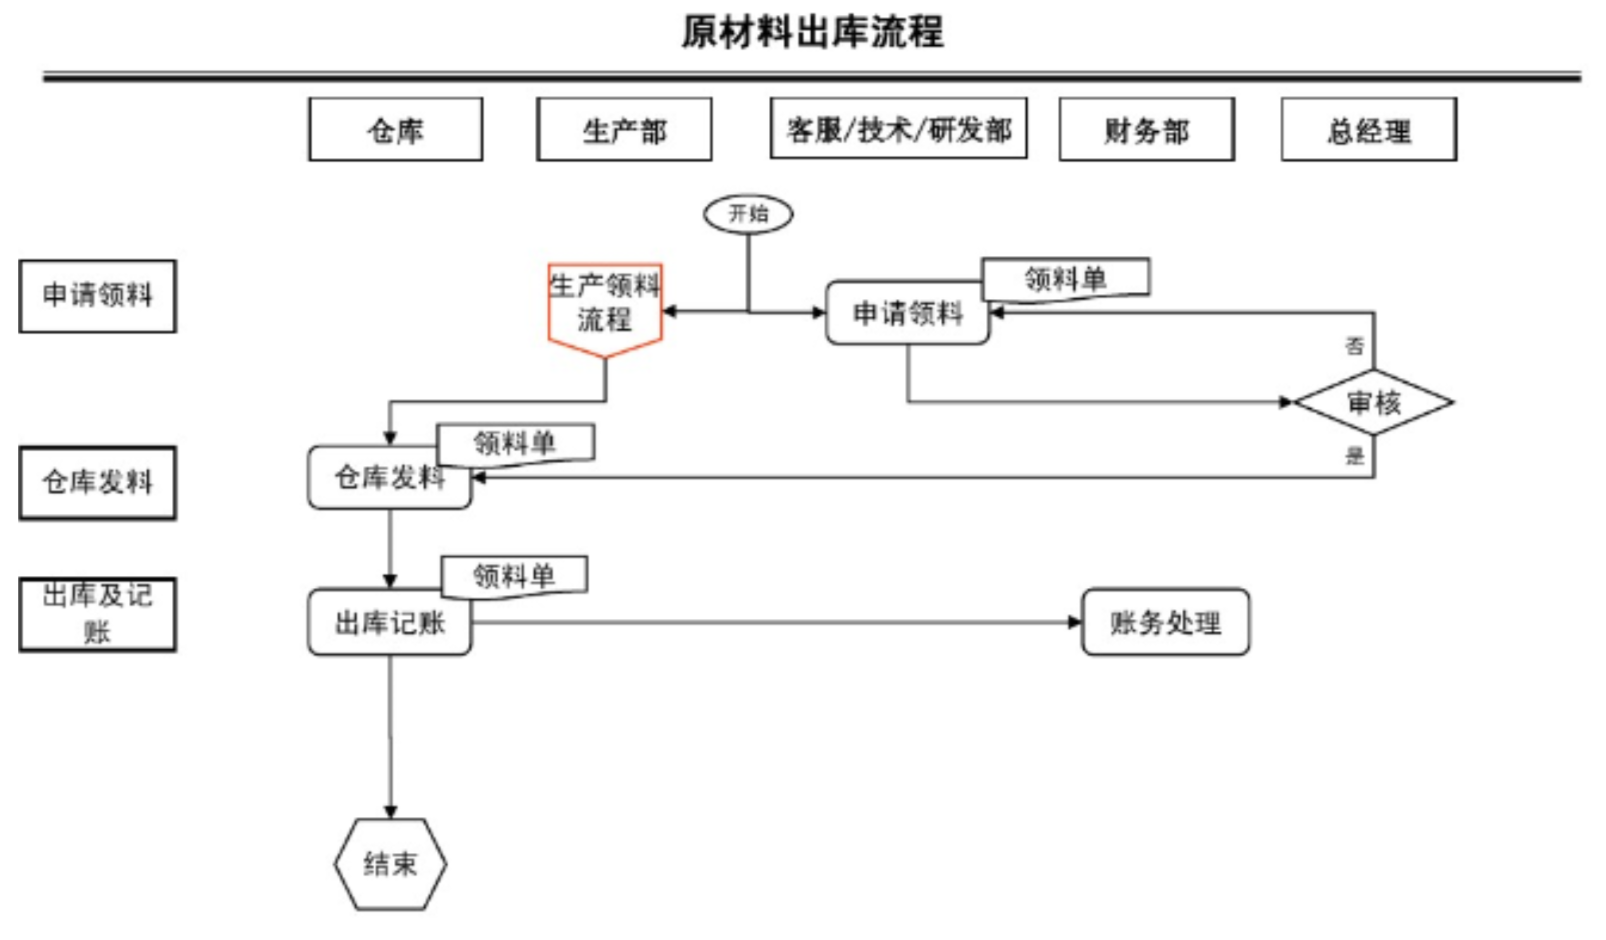 原材料出库流程
仓库
生产部
客服/技术/研发部
财务部
总经理
开始
申请领料
生产领料
流程
申请领料
领料单
否
审核
是
仓库发料
仓库发料
领料单
出库及记
账
出库记账
领料单
账务处理
结束